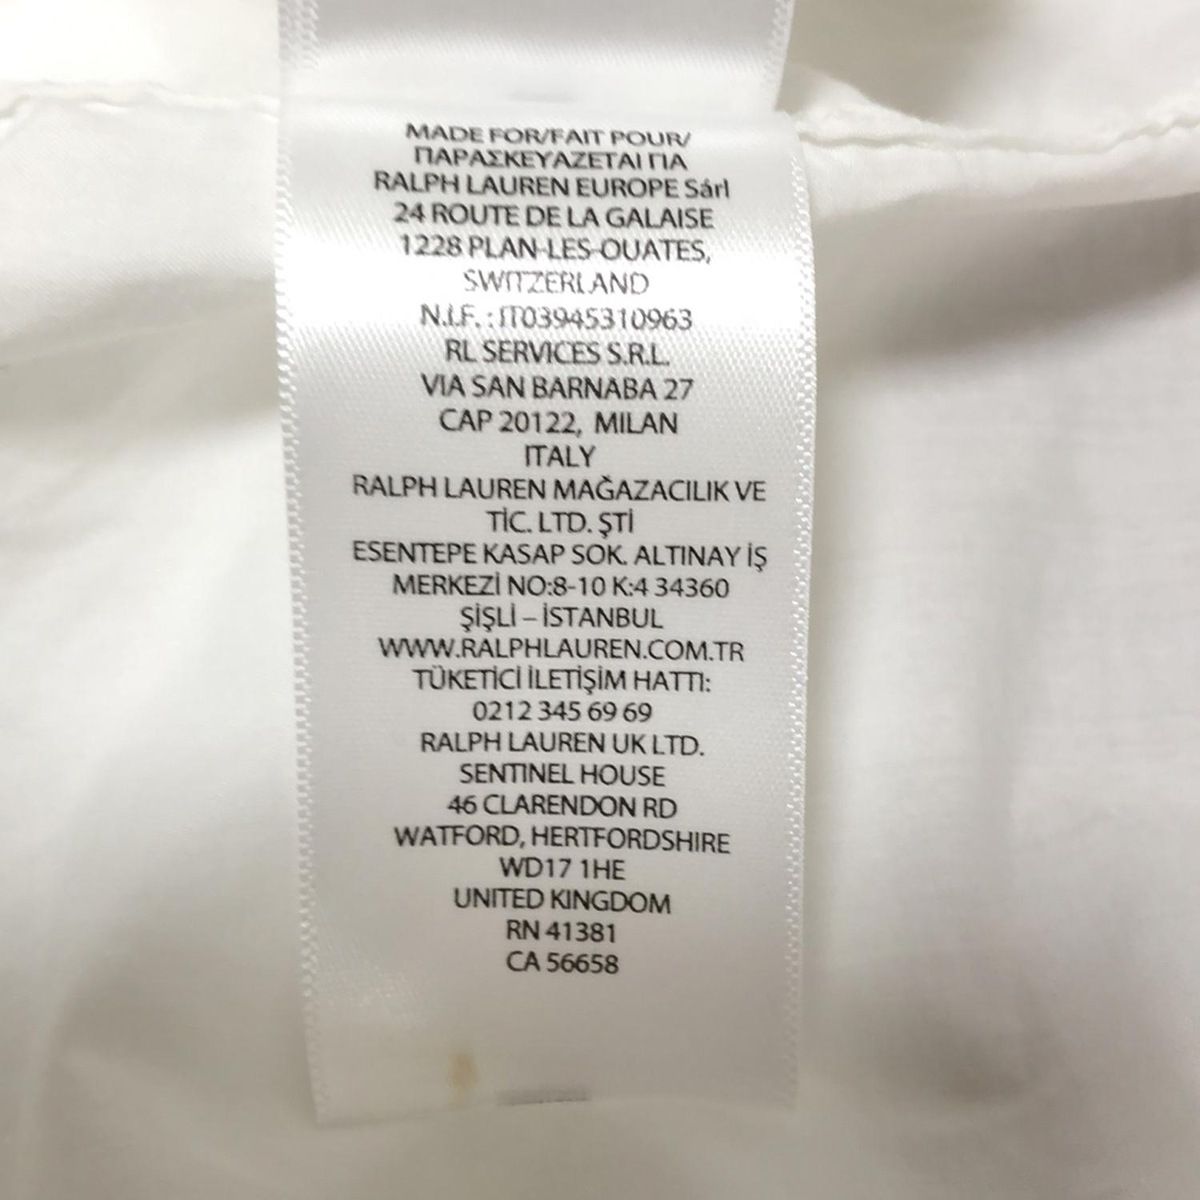 MADE FOR/FAIT POUR/
ΠΑΡΑΣΚΕΥΑΖΕΤΑΙ ΓΙΑ
RALPH LAUREN EUROPE Sárl
24 ROUTE DE LA GALAISE
1228 PLAN-LES-OUATES,
SWITZERLAND
N.I.F. : IT03945310963
RL SERVICES S.R.L.
VIA SAN BARNABA 27
CAP 20122, MILAN
ITALY
RALPH LAUREN MAĞAZACILIK VE
TİC. LTD. ŞTİ
ESENTEPE KASAP SOK. ALTINAY İŞ
MERKEZİ NO:8-10 K:4 34360
ŞİŞLİ – İSTANBUL
WWW.RALPHLAUREN.COM.TR
TÜKETİCİ İLETİŞİM HATTI:
0212 345 69 69
RALPH LAUREN UK LTD.
SENTINEL HOUSE
46 CLARENDON RD
WATFORD, HERTFORDSHIRE
WD17 1HE
UNITED KINGDOM
RN 41381
CA 56658